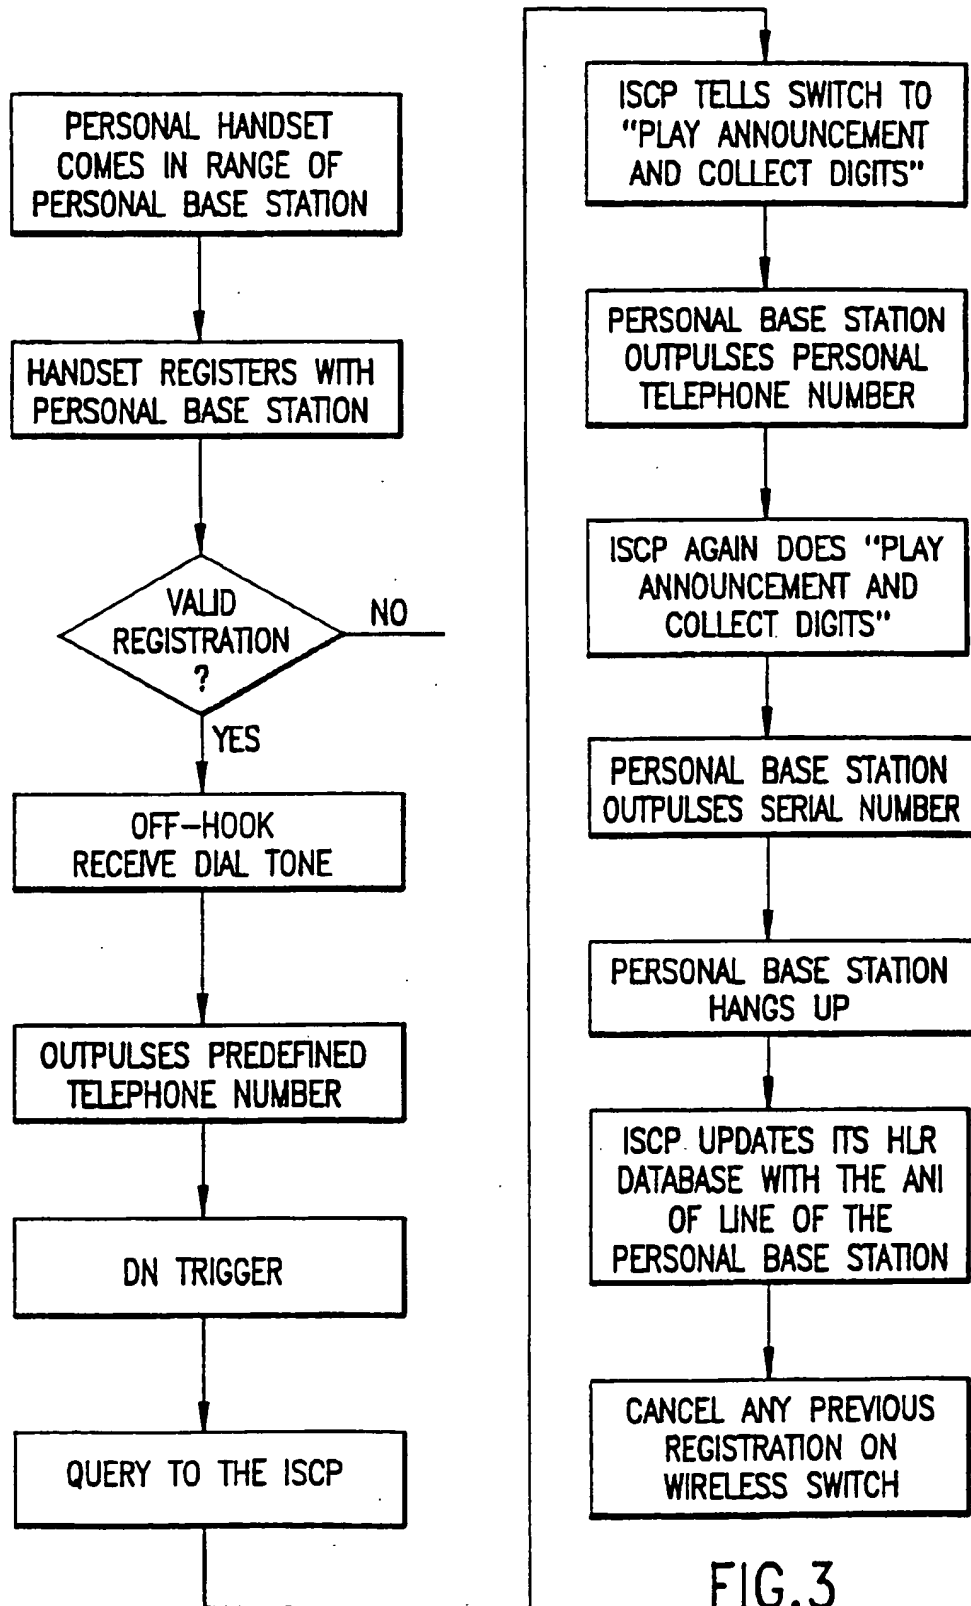 PERSONAL HANDSET
COMES IN RANGE OF
PERSONAL BASE STATION
HANDSET REGISTERS WITH
PERSONAL BASE STATION
VALID
REGISTRATION
?
NO
YES
OFF-HOOK
RECEIVE DIAL TONE
OUTPULSES PREDEFINED
TELEPHONE NUMBER
DN TRIGGER
QUERY TO THE ISCP
ISCP TELLS SWITCH TO
"PLAY ANNOUNCEMENT
AND COLLECT DIGITS"
PERSONAL BASE STATION
OUTPULSES PERSONAL
TELEPHONE NUMBER
ISCP AGAIN DOES "PLAY
ANNOUNCEMENT AND
COLLECT DIGITS"
PERSONAL BASE STATION
OUTPULSES SERIAL NUMBER
PERSONAL BASE STATION
HANGS UP
ISCP UPDATES ITS HLR
DATABASE WITH THE ANI
OF LINE OF THE
PERSONAL BASE STATION
CANCEL ANY PREVIOUS
REGISTRATION ON
WIRELESS SWITCH
FIG.3